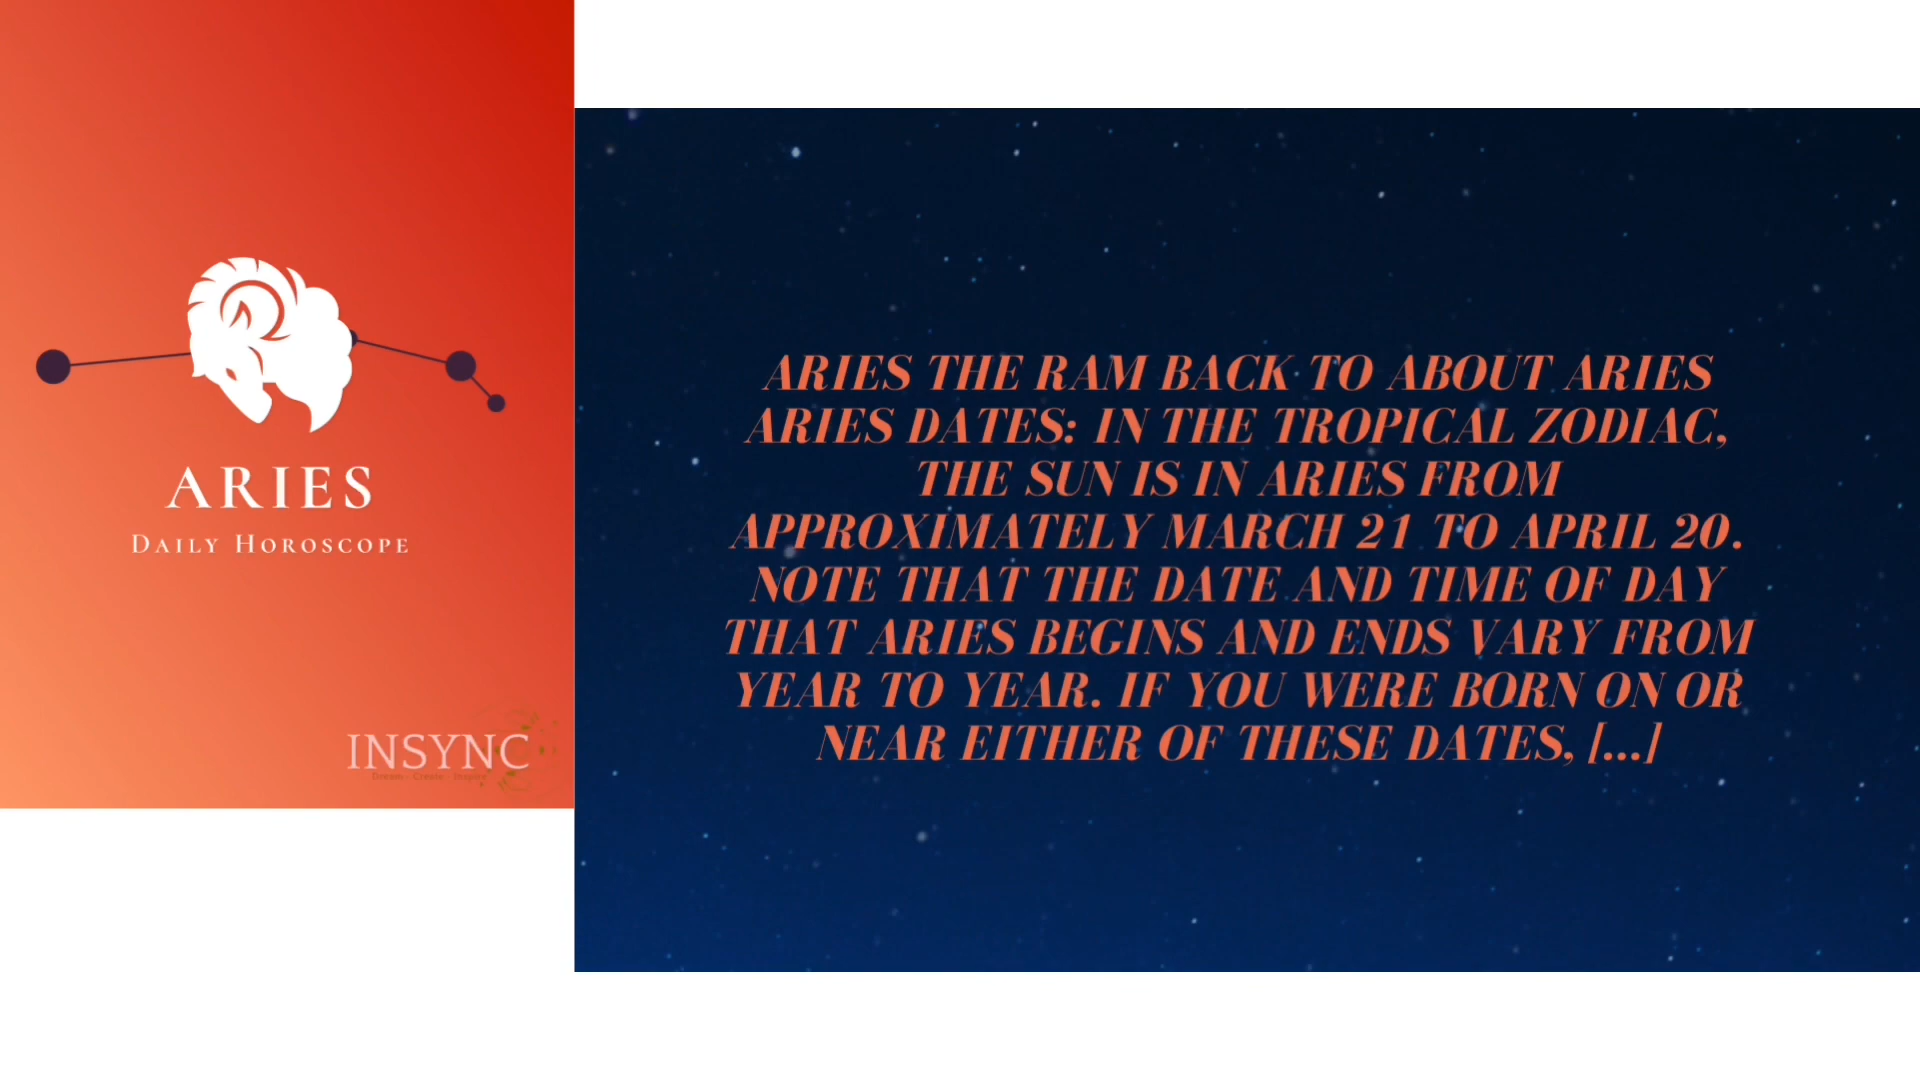 ARIES
DAILY HOROSCOPE
INSYNC
Dream - Create - Inspire
ARIES THE RAM BACK TO ABOUT ARIES
ARIES DATES: IN THE TROPICAL ZODIAC,
THE SUN IS IN ARIES FROM
APPROXIMATELY MARCH 21 TO APRIL 20.
NOTE THAT THE DATE AND TIME OF DAY
THAT ARIES BEGINS AND ENDS VARY FROM
YEAR TO YEAR. IF YOU WERE BORN ON OR
NEAR EITHER OF THESE DATES, [...]